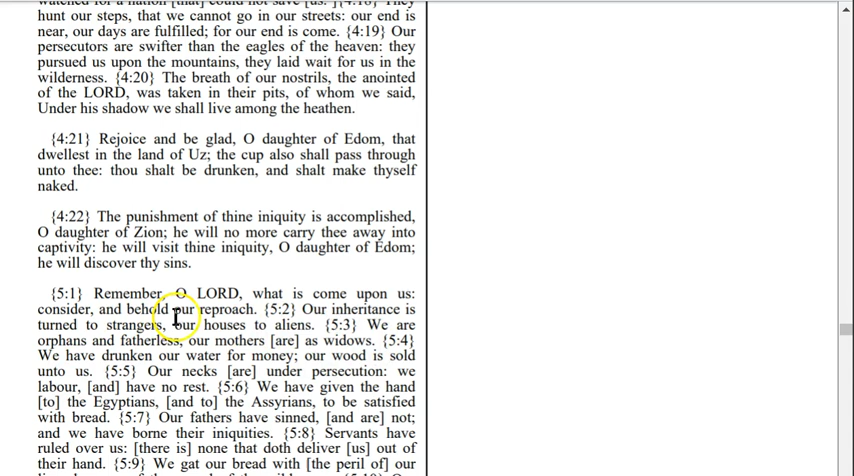 watched for a nation [that] could not save [us.] {4:18} They
hunt our steps, that we cannot go in our streets: our end is
near, our days are fulfilled; for our end is come. {4:19} Our
persecutors are swifter than the eagles of the heaven: they
pursued us upon the mountains, they laid wait for us in the
wilderness. {4:20} The breath of our nostrils, the anointed
of the LORD, was taken in their pits, of whom we said,
Under his shadow we shall live among the heathen.
{4:21} Rejoice and be glad, O daughter of Edom, that
dwellest in the land of Uz; the cup also shall pass through
unto thee: thou shalt be drunken, and shalt make thyself
naked.
{4:22} The punishment of thine iniquity is accomplished,
O daughter of Zion; he will no more carry thee away into
captivity: he will visit thine iniquity, O daughter of Edom;
he will discover thy sins.
{5:1} Remember, O LORD, what is come upon us:
consider, and behold our reproach. {5:2} Our inheritance is
turned to strangers, our houses to aliens. {5:3} We are
orphans and fatherless, our mothers [are] as widows. {5:4}
We have drunken our water for money; our wood is sold
unto us. {5:5} Our necks [are] under persecution: we
labour, [and] have no rest. {5:6} We have given the hand
[to] the Egyptians, [and to] the Assyrians, to be satisfied
with bread. {5:7} Our fathers have sinned, [and are] not;
and we have borne their iniquities. {5:8} Servants have
ruled over us: [there is] none that doth deliver [us] out of
their hand. {5:9} We gat our bread with [the peril of] our